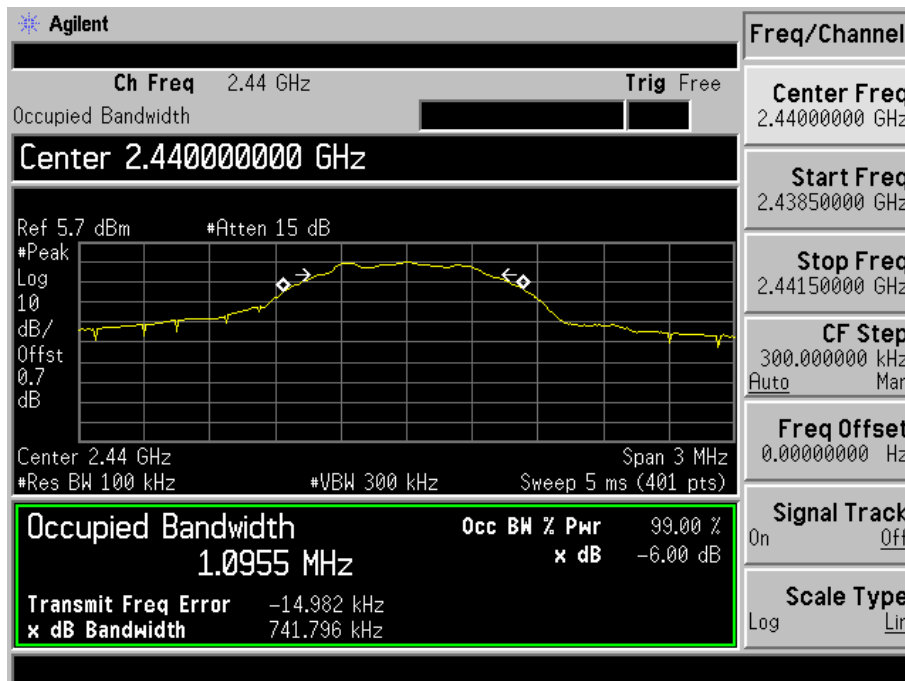 Agilent
Freq/Channel
Ch Freq 2.44 GHz Trig Free
Occupied Bandwidth
Center 2.440000000 GHz
Ref 5.7 dBm #Atten 15 dB
#Peak
Log
10
dB/
Offst
0.7
dB
Center 2.44 GHz Span 3 MHz
#Res BW 100 kHz #VBW 300 kHz Sweep 5 ms (401 pts)
Occupied Bandwidth
1.0955 MHz
Occ BW % Pwr 99.00 %
x dB -6.00 dB
Transmit Freq Error -14.982 kHz
x dB Bandwidth 741.796 kHz
Center Freq
2.44000000 GHz
Start Freq
2.43850000 GHz
Stop Freq
2.44150000 GHz
CF Step
300.000000 kHz
Auto Man
Freq Offset
0.00000000 Hz
Signal Track
On Off
Scale Type
Log Lin